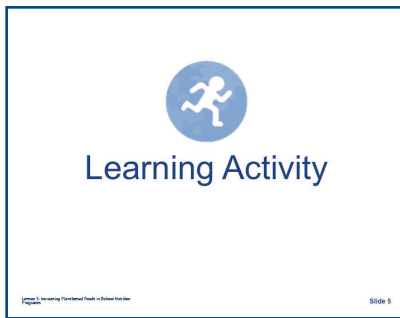 Learning Activity
Lesson 5: Increasing Plant-Based Foods in School Nutrition
Programs
Slide 5